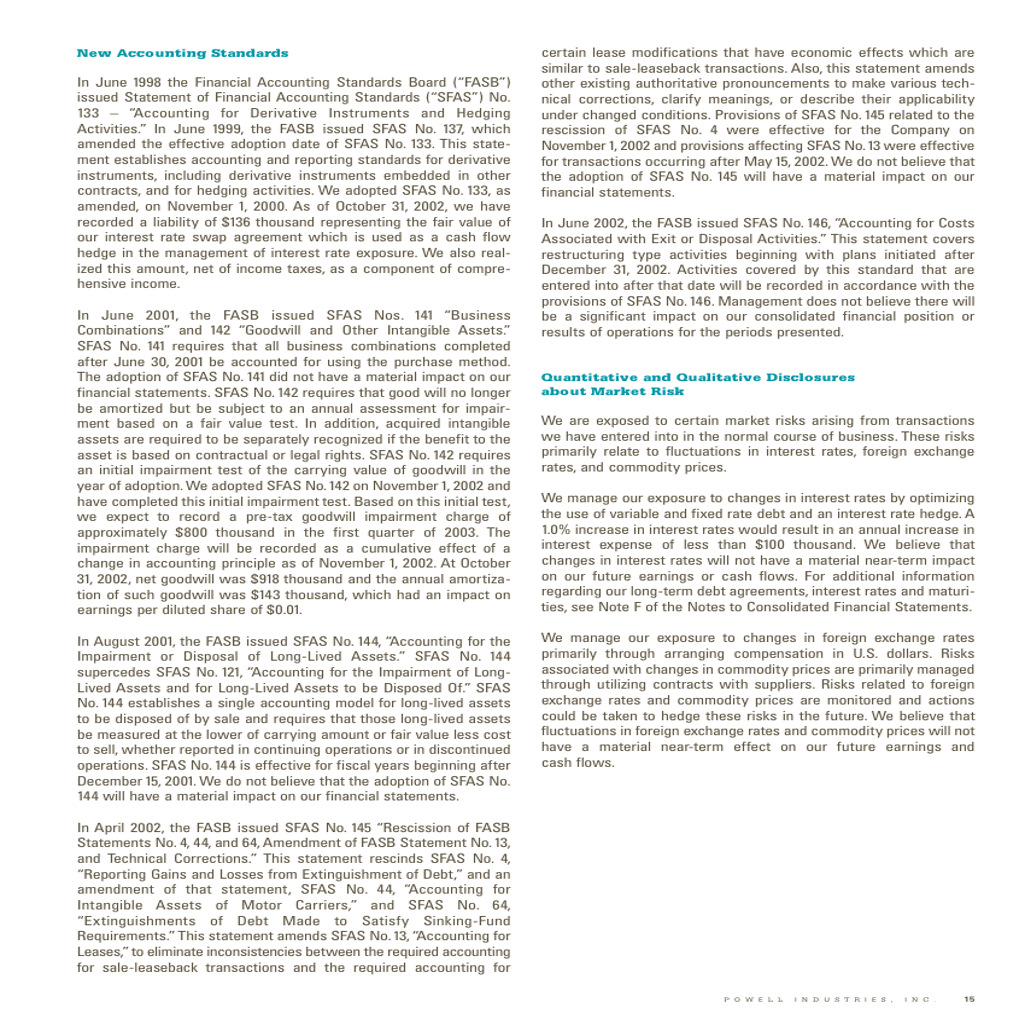 New Accounting Standards
In June 1998 the Financial Accounting Standards Board (“FASB”)
issued Statement of Financial Accounting Standards (“SFAS”) No.
133 – “Accounting for Derivative Instruments and Hedging
Activities.” In June 1999, the FASB issued SFAS No. 137, which
amended the effective adoption date of SFAS No. 133. This state-
ment establishes accounting and reporting standards for derivative
instruments, including derivative instruments embedded in other
contracts, and for hedging activities. We adopted SFAS No. 133, as
amended, on November 1, 2000. As of October 31, 2002, we have
recorded a liability of $136 thousand representing the fair value of
our interest rate swap agreement which is used as a cash flow
hedge in the management of interest rate exposure. We also real-
ized this amount, net of income taxes, as a component of compre-
hensive income.
In June 2001, the FASB issued SFAS Nos. 141 “Business
Combinations” and 142 “Goodwill and Other Intangible Assets.”
SFAS No. 141 requires that all business combinations completed
after June 30, 2001 be accounted for using the purchase method.
The adoption of SFAS No. 141 did not have a material impact on our
financial statements. SFAS No. 142 requires that good will no longer
be amortized but be subject to an annual assessment for impair-
ment based on a fair value test. In addition, acquired intangible
assets are required to be separately recognized if the benefit to the
asset is based on contractual or legal rights. SFAS No. 142 requires
an initial impairment test of the carrying value of goodwill in the
year of adoption. We adopted SFAS No. 142 on November 1, 2002 and
have completed this initial impairment test. Based on this initial test,
we expect to record a pre-tax goodwill impairment charge of
approximately $800 thousand in the first quarter of 2003. The
impairment charge will be recorded as a cumulative effect of a
change in accounting principle as of November 1, 2002. At October
31, 2002, net goodwill was $918 thousand and the annual amortiza-
tion of such goodwill was $143 thousand, which had an impact on
earnings per diluted share of $0.01.
In August 2001, the FASB issued SFAS No. 144, “Accounting for the
Impairment or Disposal of Long-Lived Assets.” SFAS No. 144
supercedes SFAS No. 121, “Accounting for the Impairment of Long-
Lived Assets and for Long-Lived Assets to be Disposed Of.” SFAS
No. 144 establishes a single accounting model for long-lived assets
to be disposed of by sale and requires that those long-lived assets
be measured at the lower of carrying amount or fair value less cost
to sell, whether reported in continuing operations or in discontinued
operations. SFAS No. 144 is effective for fiscal years beginning after
December 15, 2001. We do not believe that the adoption of SFAS No.
144 will have a material impact on our financial statements.
In April 2002, the FASB issued SFAS No. 145 “Rescission of FASB
Statements No. 4, 44, and 64, Amendment of FASB Statement No. 13,
and Technical Corrections.” This statement rescinds SFAS No. 4,
“Reporting Gains and Losses from Extinguishment of Debt,” and an
amendment of that statement, SFAS No. 44, “Accounting for
Intangible Assets of Motor Carriers,” and SFAS No. 64,
“Extinguishments of Debt Made to Satisfy Sinking-Fund
Requirements.” This statement amends SFAS No. 13, “Accounting for
Leases,” to eliminate inconsistencies between the required accounting
for sale-leaseback transactions and the required accounting for
certain lease modifications that have economic effects which are
similar to sale-leaseback transactions. Also, this statement amends
other existing authoritative pronouncements to make various tech-
nical corrections, clarify meanings, or describe their applicability
under changed conditions. Provisions of SFAS No. 145 related to the
rescission of SFAS No. 4 were effective for the Company on
November 1, 2002 and provisions affecting SFAS No. 13 were effective
for transactions occurring after May 15, 2002. We do not believe that
the adoption of SFAS No. 145 will have a material impact on our
financial statements.
In June 2002, the FASB issued SFAS No. 146, “Accounting for Costs
Associated with Exit or Disposal Activities.” This statement covers
restructuring type activities beginning with plans initiated after
December 31, 2002. Activities covered by this standard that are
entered into after that date will be recorded in accordance with the
provisions of SFAS No. 146. Management does not believe there will
be a significant impact on our consolidated financial position or
results of operations for the periods presented.
Quantitative and Qualitative Disclosures
about Market Risk
We are exposed to certain market risks arising from transactions
we have entered into in the normal course of business. These risks
primarily relate to fluctuations in interest rates, foreign exchange
rates, and commodity prices.
We manage our exposure to changes in interest rates by optimizing
the use of variable and fixed rate debt and an interest rate hedge. A
1.0% increase in interest rates would result in an annual increase in
interest expense of less than $100 thousand. We believe that
changes in interest rates will not have a material near-term impact
on our future earnings or cash flows. For additional information
regarding our long-term debt agreements, interest rates and maturi-
ties, see Note F of the Notes to Consolidated Financial Statements.
We manage our exposure to changes in foreign exchange rates
primarily through arranging compensation in U.S. dollars. Risks
associated with changes in commodity prices are primarily managed
through utilizing contracts with suppliers. Risks related to foreign
exchange rates and commodity prices are monitored and actions
could be taken to hedge these risks in the future. We believe that
fluctuations in foreign exchange rates and commodity prices will not
have a material near-term effect on our future earnings and
cash flows.
POWELL INDUSTRIES, INC. 15